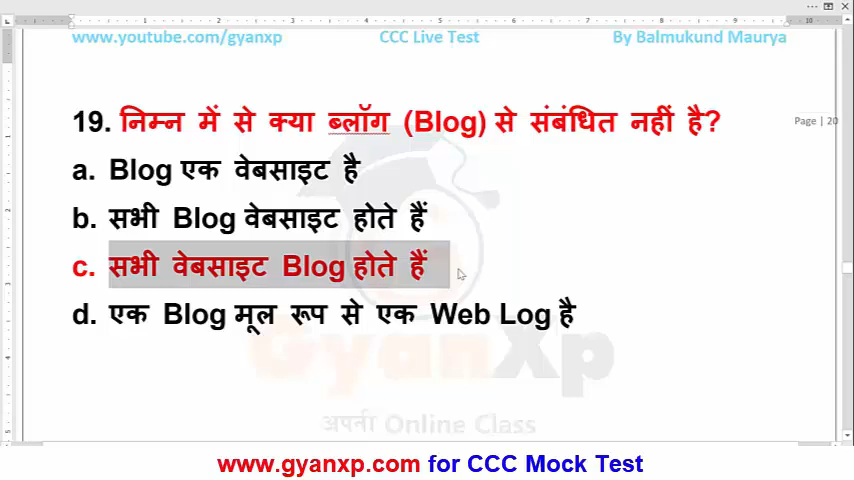 www.youtube.com/gyanxp CCC Live Test By Balmukund Maurya
19. निम्न में से क्या ब्लॉग (Blog) से संबंधित नहीं है?
Page | 20
a. Blog एक वेबसाइट है
b. सभी Blog वेबसाइट होते हैं
c. सभी वेबसाइट Blog होते हैं
d. एक Blog मूल रूप से एक Web Log है
GyanXp
अपनी Online Class
www.gyanxp.com for CCC Mock Test